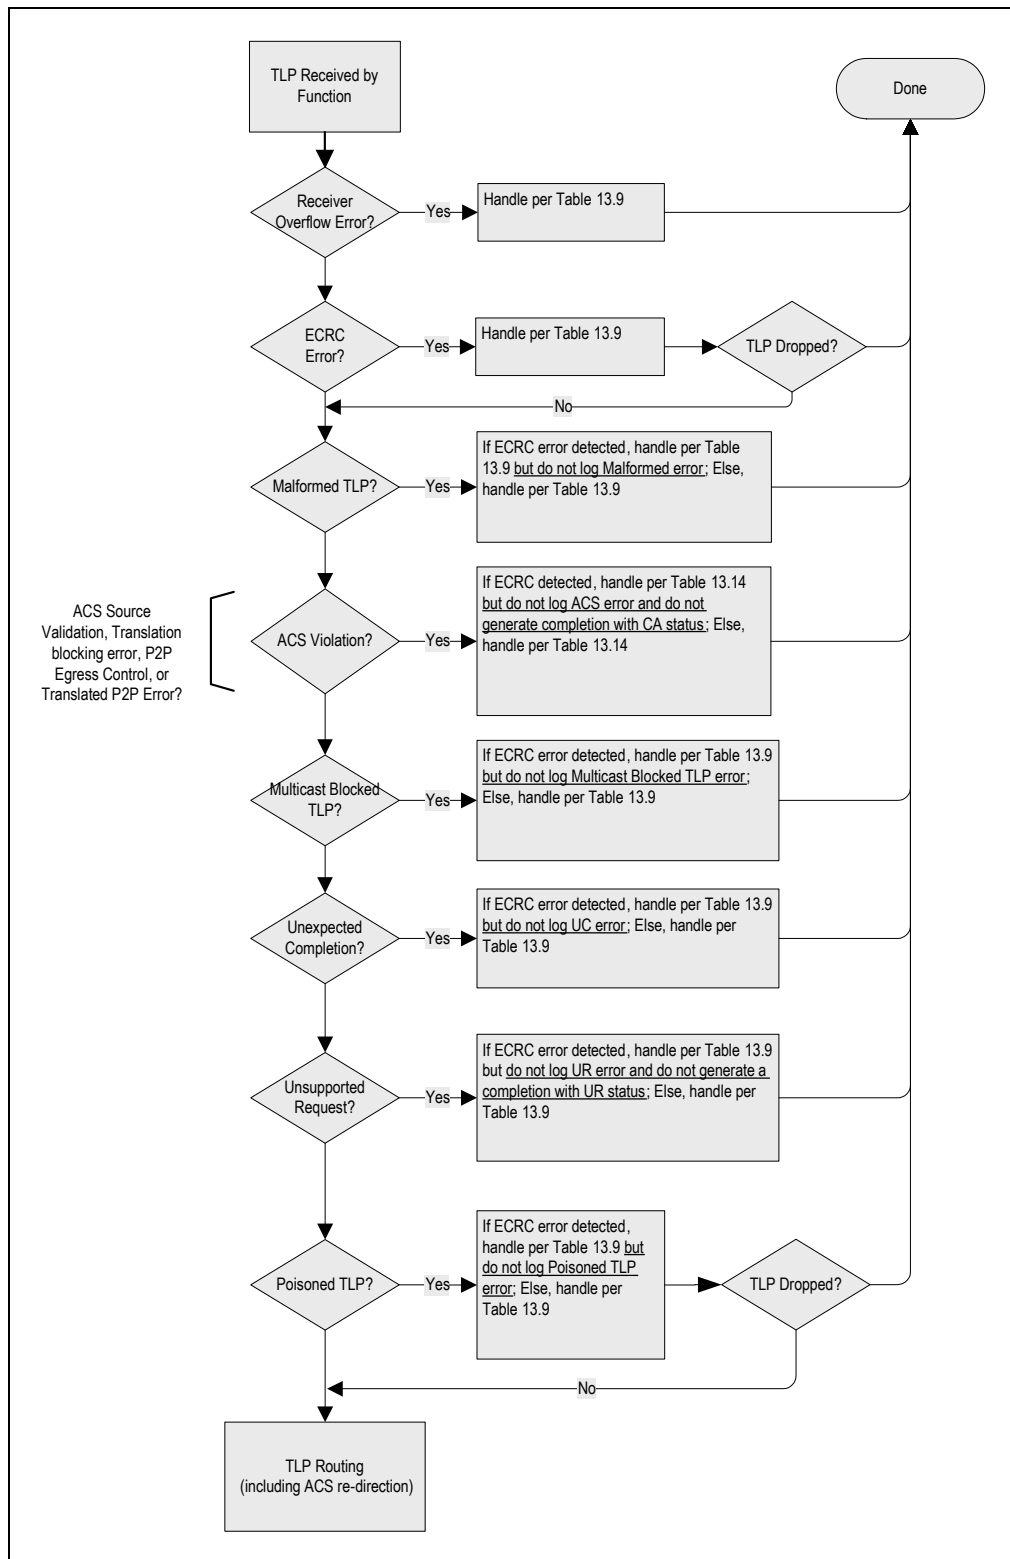 TLP Received by
Function
Done
Receiver
Overflow Error?
Yes
Handle per Table 13.9
ECRC
Error?
Yes
Handle per Table 13.9
TLP Dropped?
No
Malformed TLP?
Yes
If ECRC error detected, handle per Table
13.9 but do not log Malformed error; Else,
handle per Table 13.9
ACS Source
Validation, Translation
blocking error, P2P
Egress Control, or
Translated P2P Error?
ACS Violation?
Yes
If ECRC detected, handle per Table 13.14
but do not log ACS error and do not
generate completion with CA status; Else,
handle per Table 13.14
Multicast Blocked
TLP?
Yes
If ECRC error detected, handle per Table 13.9
but do not log Multicast Blocked TLP error;
Else, handle per Table 13.9
Unexpected
Completion?
Yes
If ECRC error detected, handle per Table 13.9
but do not log UC error; Else, handle per
Table 13.9
Unsupported
Request?
Yes
If ECRC error detected, handle per Table 13.9
but do not log UR error and do not generate a
completion with UR status; Else, handle per
Table 13.9
Poisoned TLP?
Yes
If ECRC error detected,
handle per Table 13.9 but
do not log Poisoned TLP
error; Else, handle per
Table 13.9
TLP Dropped?
No
TLP Routing
(including ACS re-direction)